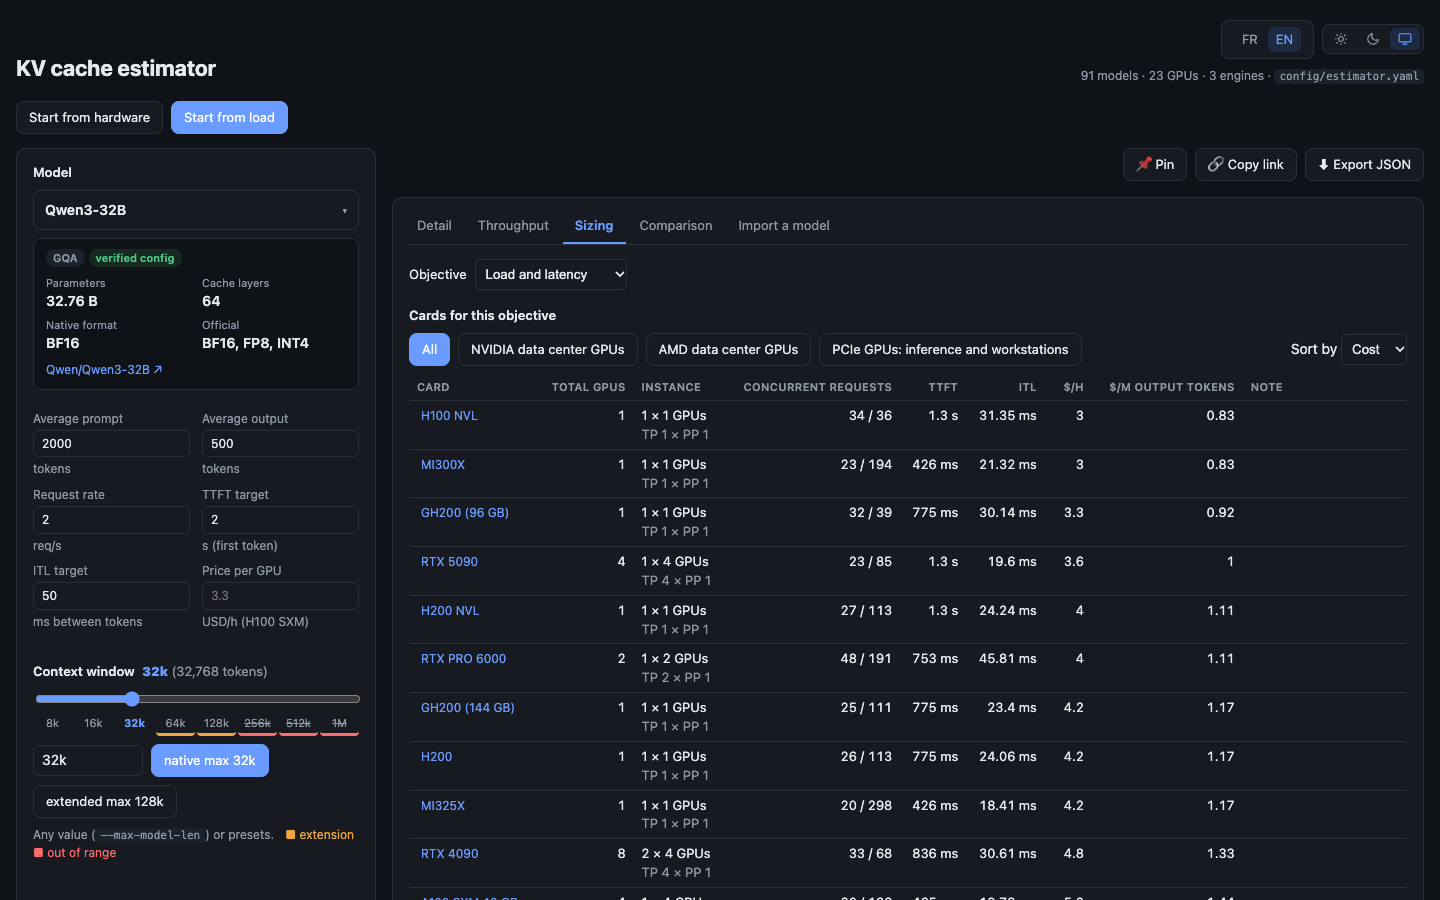 FR EN
KV cache estimator
91 models · 23 GPUs · 3 engines · config/estimator.yaml
Start from hardware
Start from load
📌 Pin
🔗 Copy link
⬇ Export JSON
Model
Qwen3-32B
GQA verified config
Parameters Cache layers
32.76 B 64
Native format Official
BF16 BF16, FP8, INT4
Qwen/Qwen3-32B ↗
Average prompt Average output
2000 500
tokens tokens
Request rate TTFT target
2 2
req/s s (first token)
ITL target Price per GPU
50 3.3
ms between tokens USD/h (H100 SXM)
Context window 32k (32,768 tokens)
8k 16k 32k 64k 128k 256k 512k 1M
32k native max 32k
extended max 128k
Any value ( --max-model-len ) or presets. extension
out of range
Detail Throughput Sizing Comparison Import a model
Objective Load and latency
Cards for this objective
All NVIDIA data center GPUs AMD data center GPUs PCIe GPUs: inference and workstations Sort by Cost
CARD TOTAL GPUS INSTANCE CONCURRENT REQUESTS TTFT ITL $/H $/M OUTPUT TOKENS NOTE
H100 NVL 1 1 × 1 GPUs 34 / 36 1.3 s 31.35 ms 3 0.83
TP 1 × PP 1
MI300X 1 1 × 1 GPUs 23 / 194 426 ms 21.32 ms 3 0.83
TP 1 × PP 1
GH200 (96 GB) 1 1 × 1 GPUs 32 / 39 775 ms 30.14 ms 3.3 0.92
TP 1 × PP 1
RTX 5090 4 1 × 4 GPUs 23 / 85 1.3 s 19.6 ms 3.6 1
TP 4 × PP 1
H200 NVL 1 1 × 1 GPUs 27 / 113 1.3 s 24.24 ms 4 1.11
TP 1 × PP 1
RTX PRO 6000 2 1 × 2 GPUs 48 / 191 753 ms 45.81 ms 4 1.11
TP 2 × PP 1
GH200 (144 GB) 1 1 × 1 GPUs 25 / 111 775 ms 23.4 ms 4.2 1.17
TP 1 × PP 1
H200 1 1 × 1 GPUs 26 / 113 775 ms 24.06 ms 4.2 1.17
TP 1 × PP 1
MI325X 1 1 × 1 GPUs 20 / 298 426 ms 18.41 ms 4.2 1.17
TP 1 × PP 1
RTX 4090 8 2 × 4 GPUs 33 / 68 836 ms 30.61 ms 4.8 1.33
TP 4 × PP 1